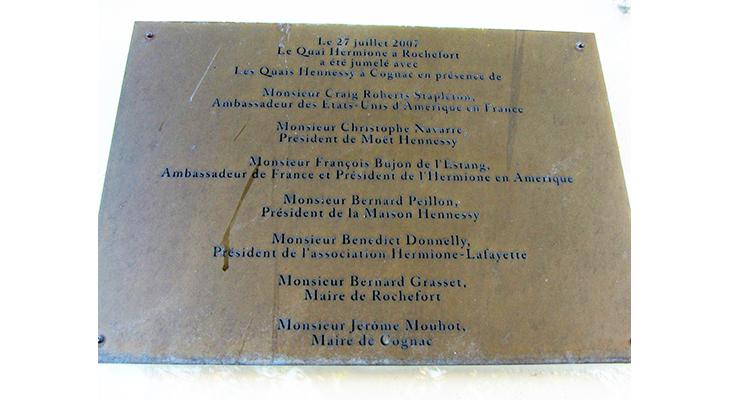 Le 27 juillet 2007
Le Quai Hermione à Rochefort
a été jumelé avec
Les Quais Hennessy à Cognac en présence de
Monsieur Craig Roberts Stapleton,
Ambassadeur des Etats-Unis d'Amérique en France
Monsieur Christophe Navarre,
Président de Moët Hennessy
Monsieur François Bujon de l'Estang,
Ambassadeur de France et Président de l'Hermione en Amérique
Monsieur Bernard Peillon,
Président de la Maison Hennessy
Monsieur Benedict Donnelly,
Président de l'association Hermione-Lafayette
Monsieur Bernard Grasset,
Maire de Rochefort
Monsieur Jerôme Mouhot,
Maire de Cognac